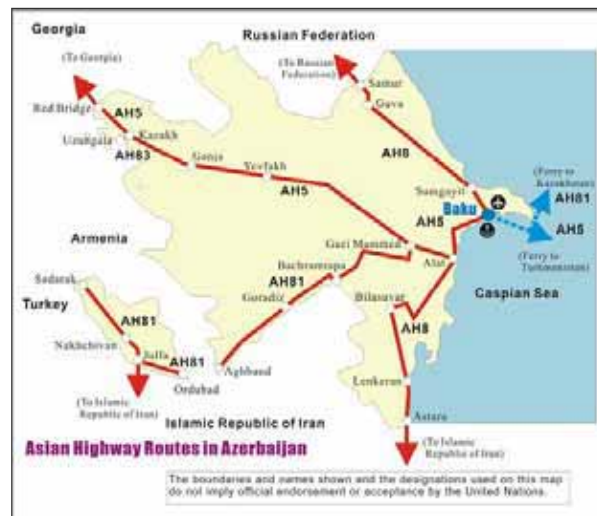 Georgia
Russian Federation
(To Georgia)
(To Russian
Federation)
Samur
Guva
Red Bridge
AH5
Kazakh
Uzungala
AH83
Ganja
Yevlakh
AH8
AH5
Sumgayit
(Ferry to
Kazakhstan)
AH81
Baku
AH5
AH5
(Ferry to
Turkmenistan)
Armenia
Gazi Mammed
Alat
Caspian Sea
Sadarak
Bachramtapa
AH81
Turkey
Goradiz
Bilasuvar
AH81
AH8
Nakhchivan
Julfa
AH81
Aghband
Ordubad
Lenkeran
(To Islamic
Republic of Iran)
Astara
Islamic Republic of Iran
(To Islamic
Republic of Iran)
Asian Highway Routes in Azerbaijan
The boundaries and names shown and the designations used on this map
do not imply official endorsement or acceptance by the United Nations.